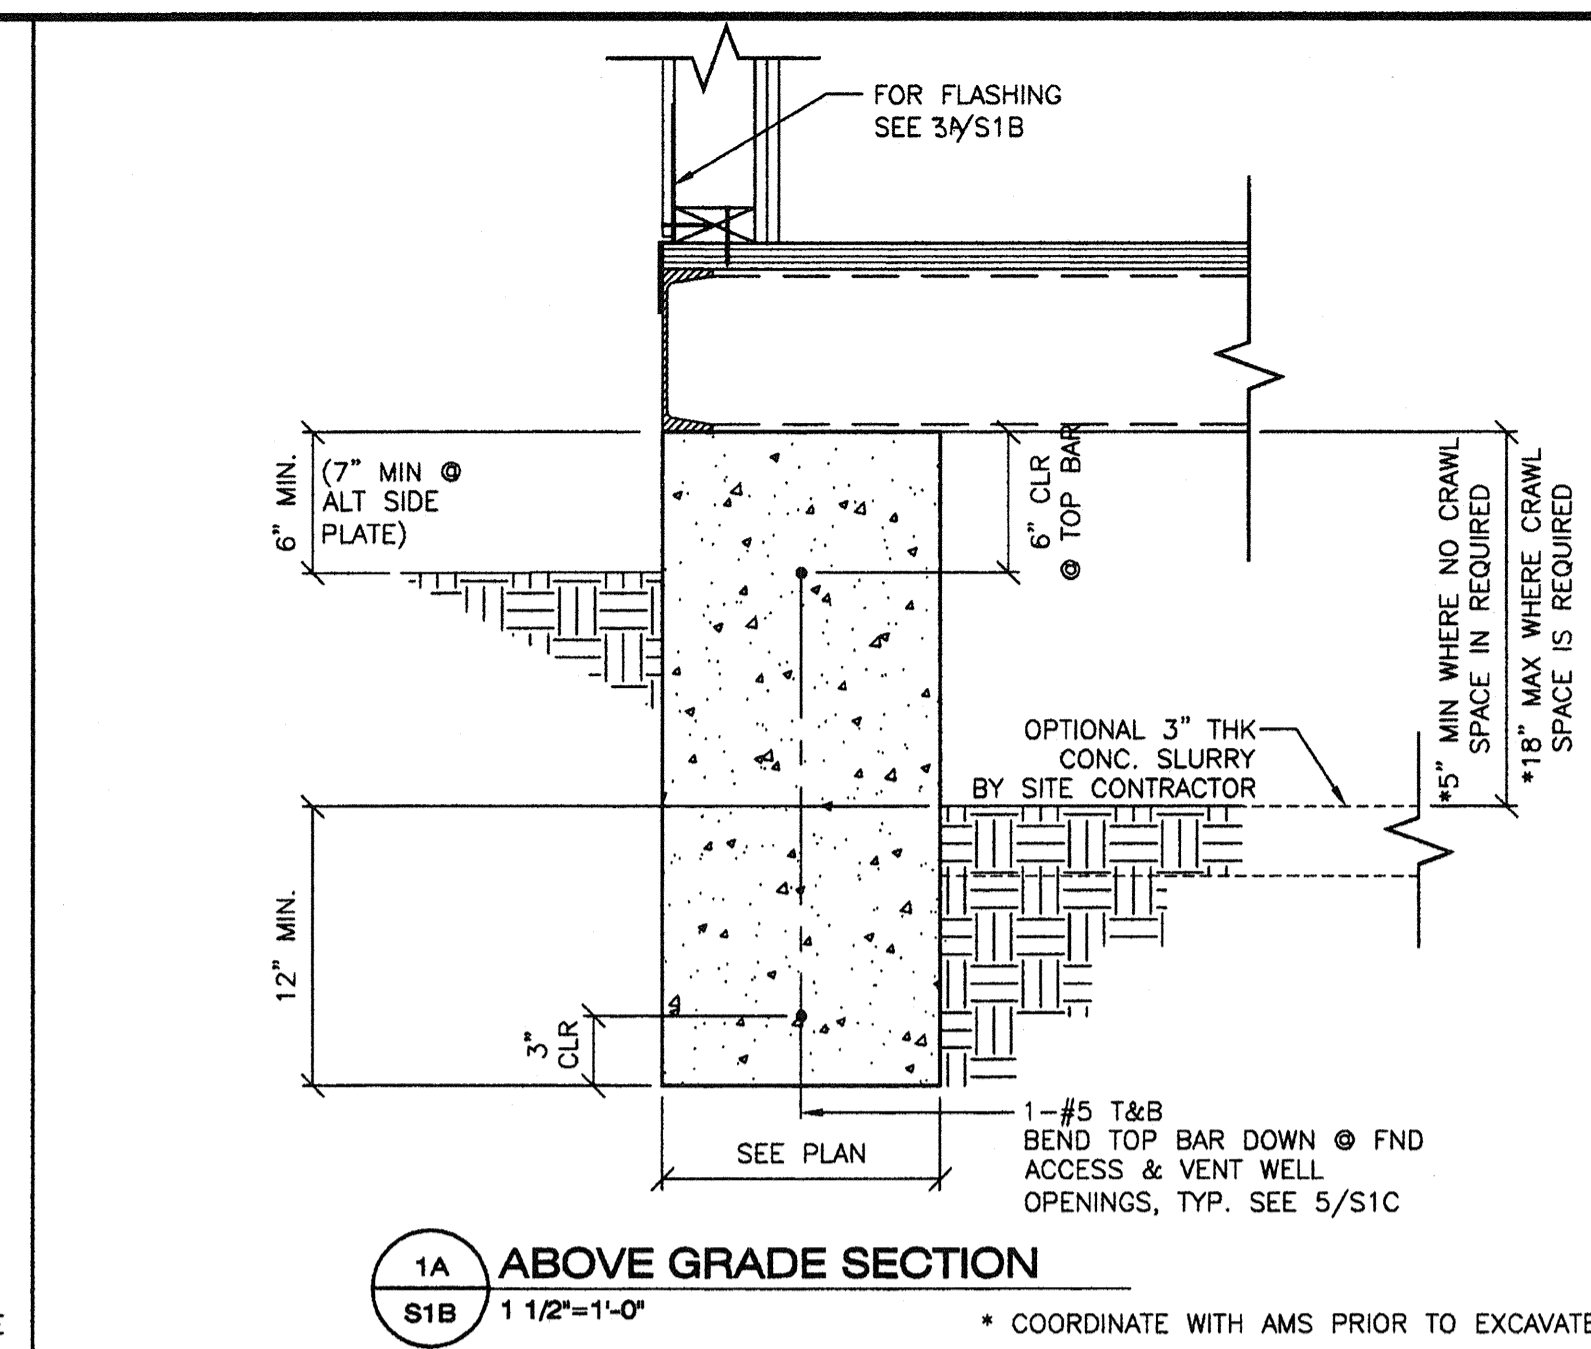 FOR FLASHING
SEE 3A/S1B
6" MIN.
(7" MIN @
ALT SIDE
PLATE)
6" CLR
@ TOP BAR
*5" MIN WHERE NO CRAWL
SPACE IN REQUIRED
*18" MAX WHERE CRAWL
SPACE IS REQUIRED
OPTIONAL 3" THK
CONC. SLURRY
BY SITE CONTRACTOR
12" MIN.
3"
CLR
1-#5 T&B
BEND TOP BAR DOWN @ FND
ACCESS & VENT WELL
OPENINGS, TYP. SEE 5/S1C
SEE PLAN
1A
S1B
ABOVE GRADE SECTION
1 1/2"=1'-0"
* COORDINATE WITH AMS PRIOR TO EXCAVATE
E